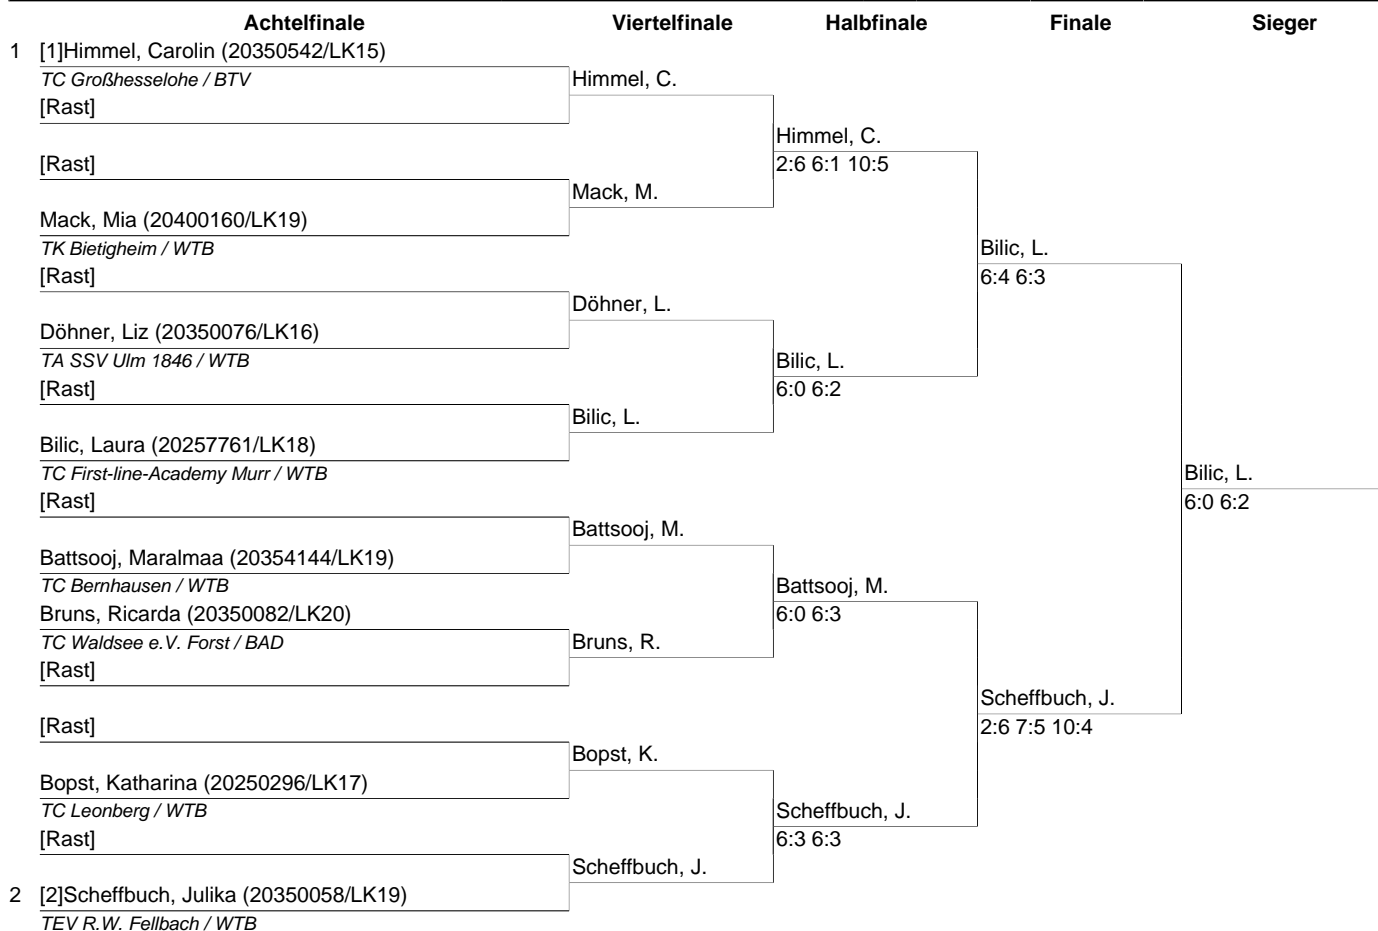 Achtelfinale Viertelfinale Halbfinale Finale Sieger
1 [1]Himmel, Carolin (20350542/LK15)
TC Großhesselohe / BTV Himmel, C.
[Rast]
Himmel, C.
[Rast] 2:6 6:1 10:5
Mack, M.
Mack, Mia (20400160/LK19)
TK Bietigheim / WTB Bilic, L.
[Rast] 6:4 6:3
Döhner, L.
Döhner, Liz (20350076/LK16)
TA SSV Ulm 1846 / WTB Bilic, L.
[Rast] 6:0 6:2
Bilic, L.
Bilic, Laura (20257761/LK18)
TC First-line-Academy Murr / WTB Bilic, L.
[Rast] 6:0 6:2
Battsooj, M.
Battsooj, Maralmaa (20354144/LK19)
TC Bernhausen / WTB Battsooj, M.
Bruns, Ricarda (20350082/LK20) 6:0 6:3
TC Waldsee e.V. Forst / BAD Bruns, R.
[Rast]
Scheffbuch, J.
[Rast] 2:6 7:5 10:4
Bopst, K.
Bopst, Katharina (20250296/LK17)
TC Leonberg / WTB Scheffbuch, J.
[Rast] 6:3 6:3
Scheffbuch, J.
2 [2]Scheffbuch, Julika (20350058/LK19)
TEV R.W. Fellbach / WTB